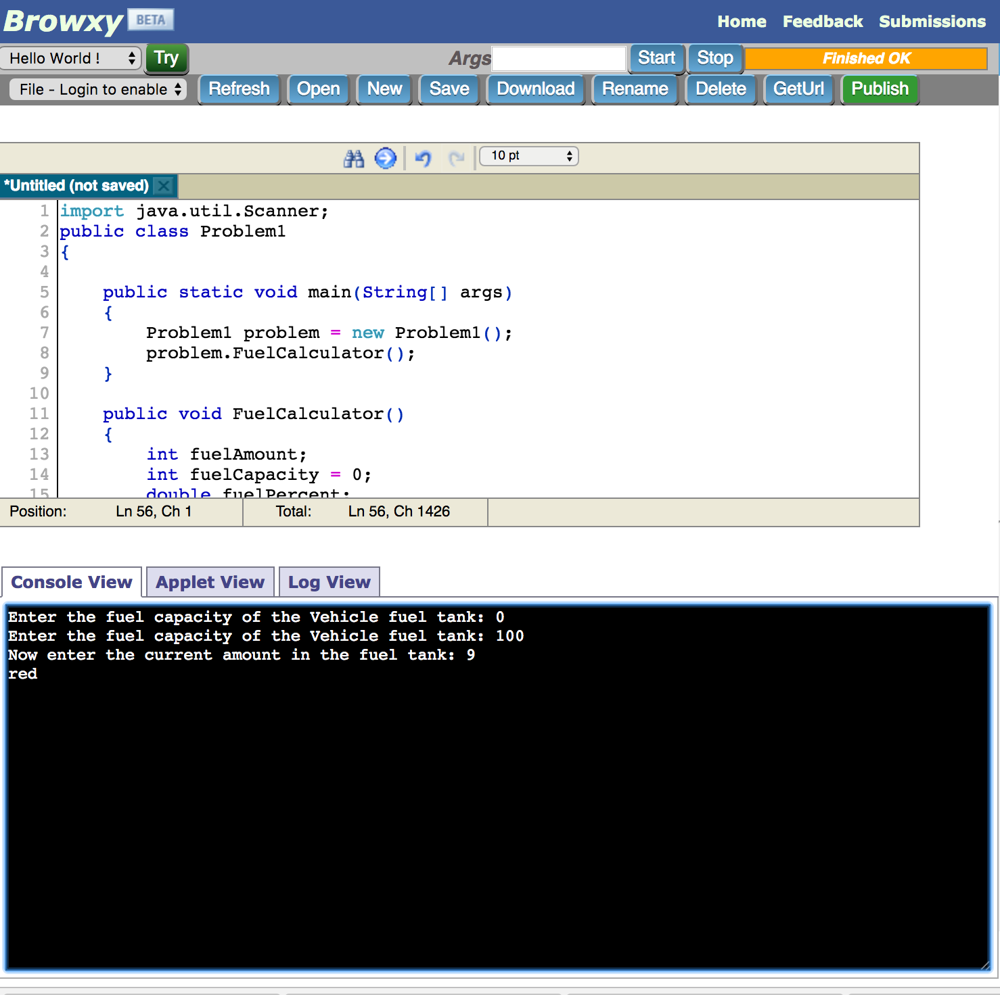 Browxy BETA
Home Feedback Submissions
Hello World ! Try Args Start Stop Finished OK
File - Login to enable Refresh Open New Save Download Rename Delete GetUrl Publish
10 pt
*Untitled (not saved)
1 import java.util.Scanner;
2 public class Problem1
3 {
4
5 public static void main(String[] args)
6 {
7 Problem1 problem = new Problem1();
8 problem.FuelCalculator();
9 }
10
11 public void FuelCalculator()
12 {
13 int fuelAmount;
14 int fuelCapacity = 0;
15 double fuelPercent;
Position: Ln 56, Ch 1 Total: Ln 56, Ch 1426
Console View Applet View Log View
Enter the fuel capacity of the Vehicle fuel tank: 0
Enter the fuel capacity of the Vehicle fuel tank: 100
Now enter the current amount in the fuel tank: 9
red